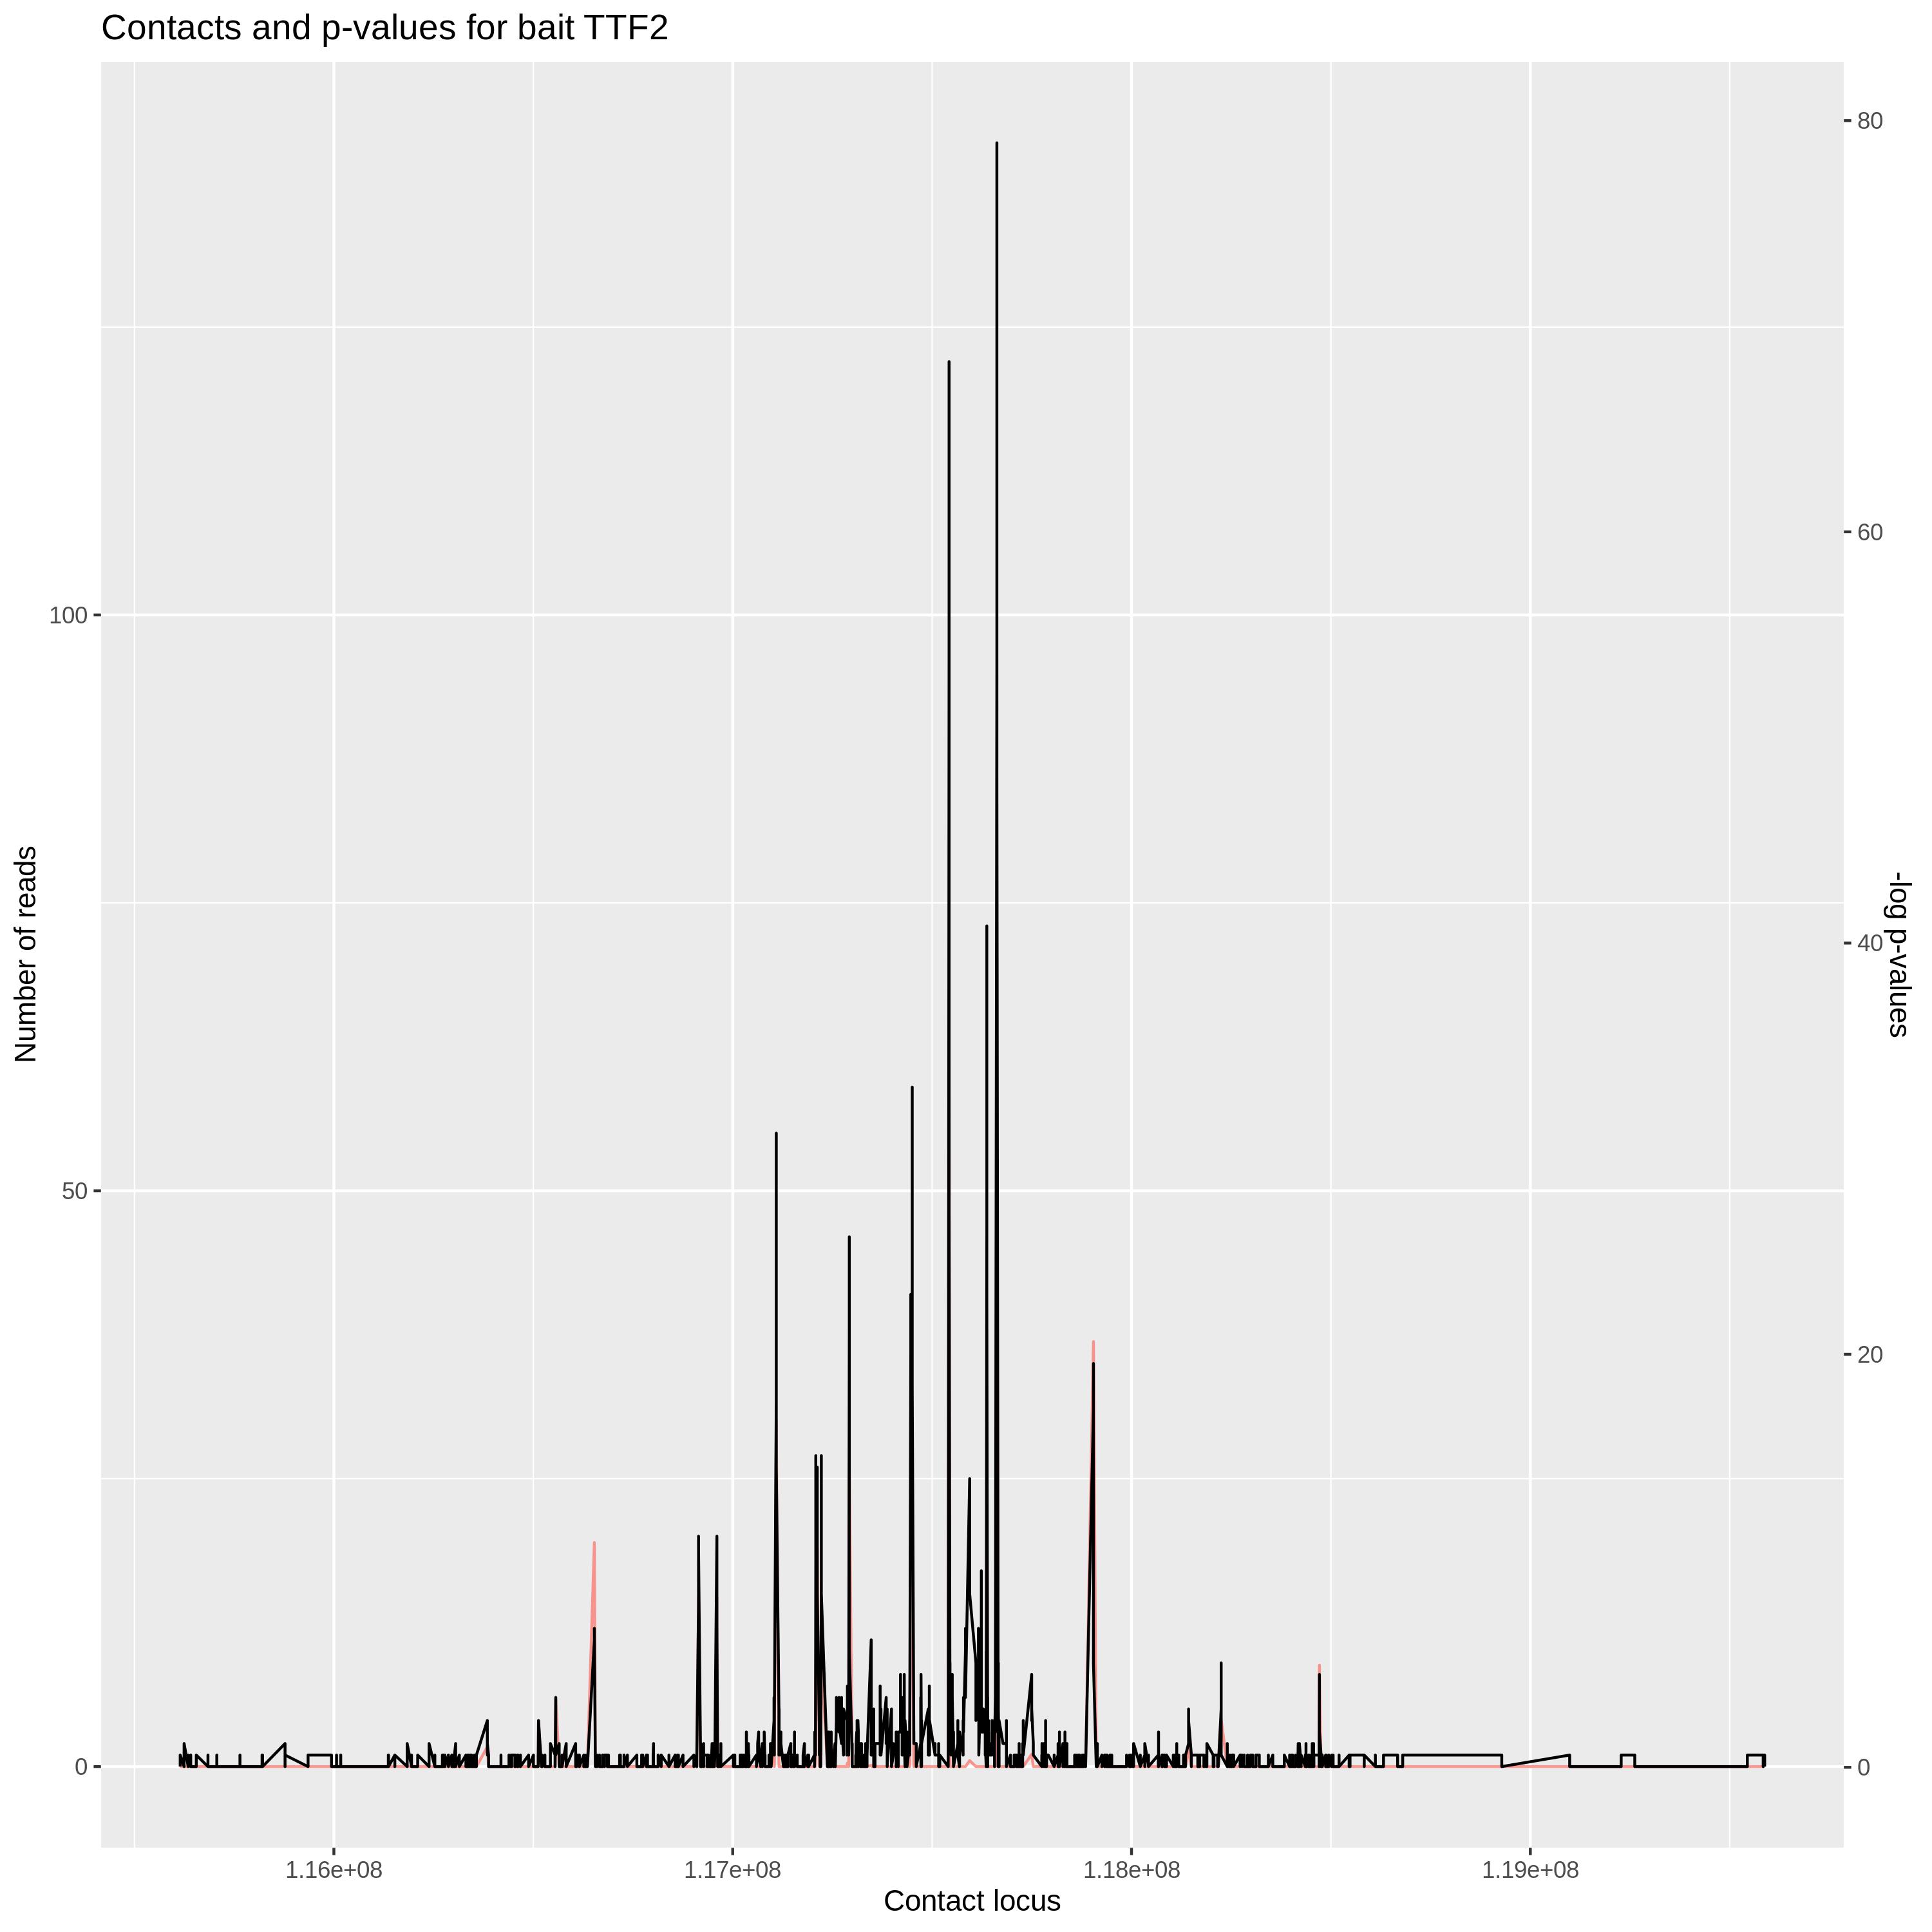 Contacts and p-values for bait TTF2
80
60
100
Number of reads
-log p-values
40
50
20
0
0
1.16e+08
1.17e+08
1.18e+08
1.19e+08
Contact locus